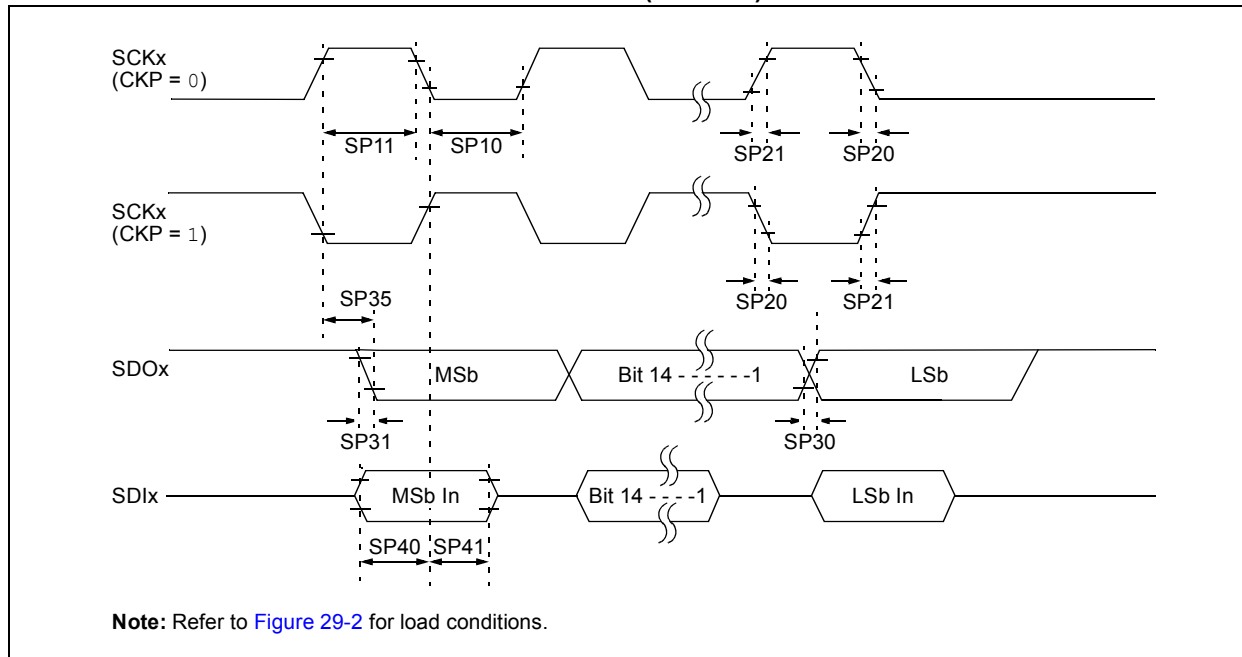 SCKx
(CKP = 0)
SP11 SP10 SP21 SP20
SCKx
(CKP = 1)
SP35 SP20 SP21
SDOx MSb Bit 14 - - - - - - -1 LSb
SP31 SP30
SDIx MSb In Bit 14 - - - - -1 LSb In
SP40 SP41
Note: Refer to Figure 29-2 for load conditions.